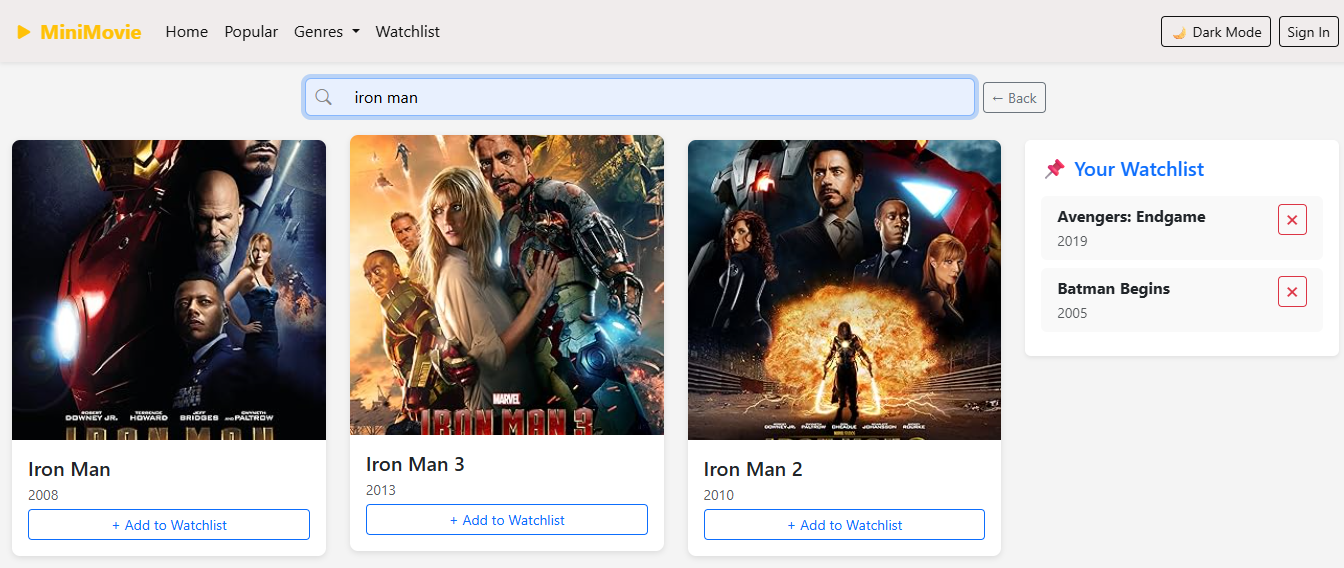 MiniMovie Home Popular Genres Watchlist 🌙 Dark Mode Sign In
iron man
← Back
ROBERT DOWNEY JR. TERRENCE HOWARD JEFF BRIDGES AND GWYNETH PALTROW
IRON MAN
Iron Man
2008
+ Add to Watchlist
MARVEL
IRON MAN 3
Iron Man 3
2013
+ Add to Watchlist
Iron Man 2
2010
+ Add to Watchlist
📌 Your Watchlist
Avengers: Endgame
2019
Batman Begins
2005